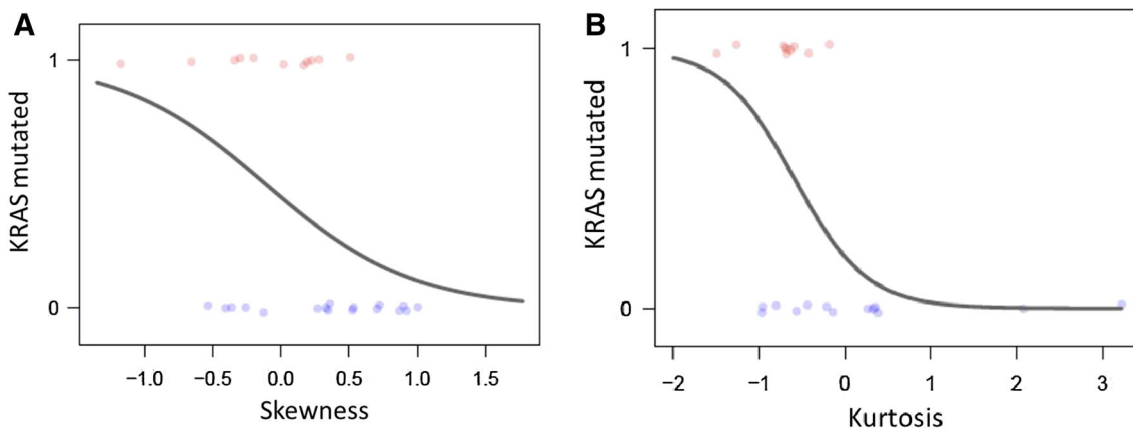 A
KRAS mutated
1
0
−1.0 −0.5 0.0 0.5 1.0 1.5
Skewness
B
KRAS mutated
1
0
−2 −1 0 1 2 3
Kurtosis